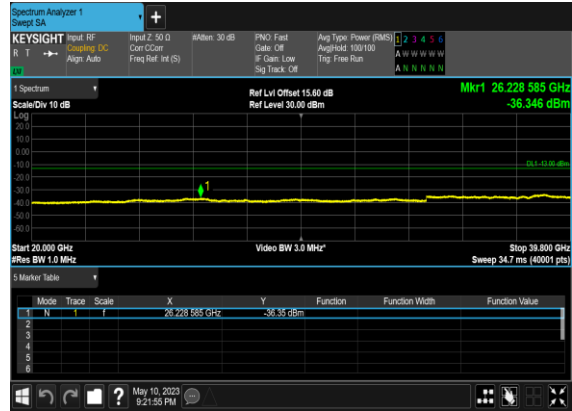 Spectrum Analyzer 1
Swept SA
KEYSIGHT Input: RF Input Z: 50 Ω #Atten: 30 dB PNO: Fast Avg Type: Power (RMS) 1 2 3 4 5 6
R T Coupling: DC Corr CCorr Gate: Off Avg|Hold: 100/100 A W W W W W
Align: Auto Freq Ref: Int (S) IF Gain: Low Trig: Free Run
Sig Track: Off A N N N N N
1 Spectrum Ref Lvl Offset 15.60 dB Mkr1 26.228 585 GHz
Scale/Div 10 dB Ref Level 30.00 dBm -36.346 dBm
Log
20.0
10.0
0.00
-10.0 DL1 -13.00 dBm
-20.0
-30.0 1
-40.0
-50.0
-60.0
Start 20.000 GHz Video BW 3.0 MHz* Stop 39.800 GHz
#Res BW 1.0 MHz Sweep 34.7 ms (40001 pts)
5 Marker Table
Mode Trace Scale X Y Function Function Width Function Value
1 N 1 f 26.228 585 GHz -36.35 dBm
2
3
4
5
6
? May 10, 2023
9:21:55 PM